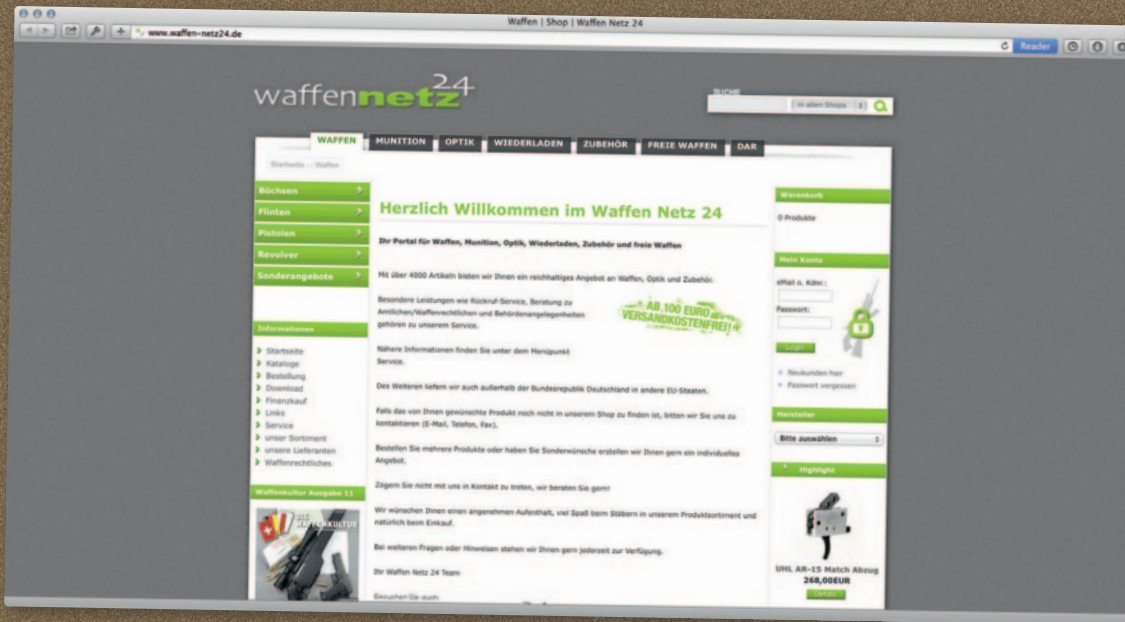 Waffen | Shop | Waffen Netz 24
www.waffen-netz24.de
Reader
waffennetz24
SUCHE
in allen Shops
WAFFEN
MUNITION
OPTIK
WIEDERLADEN
ZUBEHÖR
FREIE WAFFEN
DAR
Startseite :: Waffen
Büchsen
Flinten
Pistolen
Revolver
Sonderangebote
Informationen
Startseite
Kataloge
Bestellung
Download
Finanzkauf
Links
Service
unser Sortiment
unsere Lieferanten
Waffenrechtliches
Waffenkultur Ausgabe 11
DIE
WAFFENKULTUR
Herzlich Willkommen im Waffen Netz 24
Ihr Portal für Waffen, Munition, Optik, Wiederladen, Zubehör und freie Waffen
Mit über 4000 Artikeln bieten wir Ihnen ein reichhaltiges Angebot an Waffen, Optik und Zubehör.
Besondere Leistungen wie Rückruf-Service, Beratung zu
Amtlichen/Waffenrechtlichen und Behördenangelegenheiten
gehören zu unserem Service.
AB 100 EURO
VERSANDKOSTENFREI!
Nähere Informationen finden Sie unter dem Menüpunkt
Service.
Des Weiteren liefern wir auch außerhalb der Bundesrepublik Deutschland in andere EU-Staaten.
Falls das von Ihnen gewünschte Produkt noch nicht in unserem Shop zu finden ist, bitten wir Sie uns zu
kontaktieren (E-Mail, Telefon, Fax).
Bestellen Sie mehrere Produkte oder haben Sie Sonderwünsche erstellen wir Ihnen gern ein individuelles
Angebot.
Zögern Sie nicht mit uns in Kontakt zu treten, wir beraten Sie gern!
Wir wünschen Ihnen einen angenehmen Aufenthalt, viel Spaß beim Stöbern in unserem Produktsortiment und
natürlich beim Einkauf.
Bei weiteren Fragen oder Hinweisen stehen wir Ihnen gern jederzeit zur Verfügung.
Ihr Waffen Netz 24 Team
Besuchen Sie auch:
Warenkorb
0 Produkte
Mein Konto
eMail o. Kdnr.:
Passwort:
Login
Neukunden hier
Passwort vergessen
Hersteller
Bitte auswählen
Highlight
UHL AR-15 Match Abzug
268,00EUR
Details